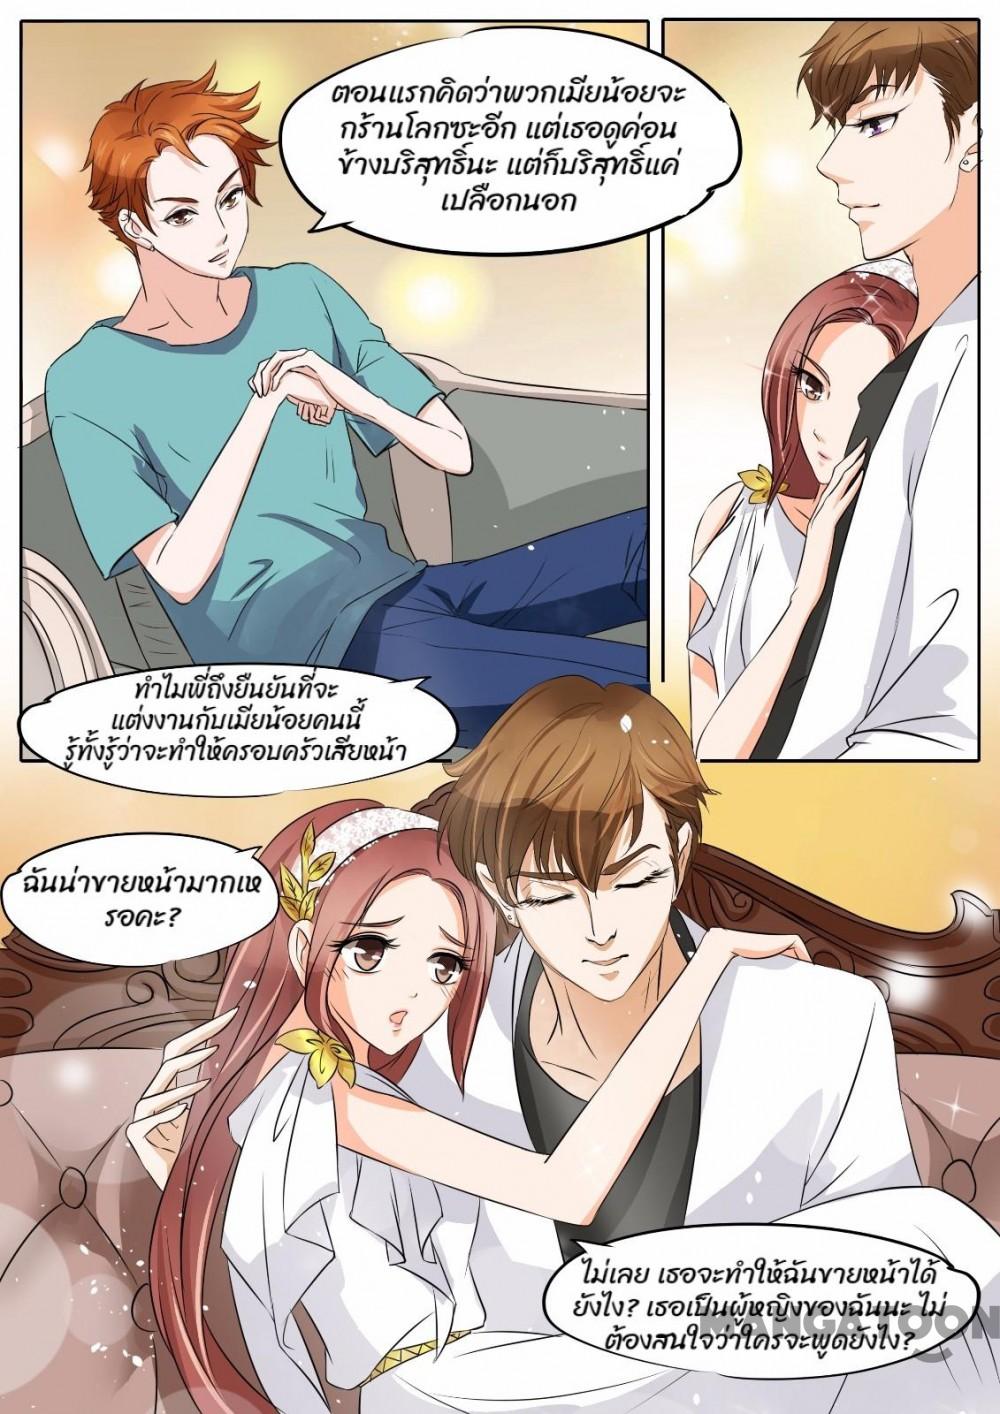 ตอนแรกคิดว่าพวกเมียน้อยจะ
กร้านโลกซะอีก แต่เธอดูค่อน
ข้างบริสุทธิ์นะ แต่ก็บริสุทธิ์แค่
เปลือกนอก
ทำไมพี่ถึงยืนยันที่จะ
แต่งงานกับเมียน้อยคนนี้
รู้ทั้งรู้ว่าจะทำให้ครอบครัวเสียหน้า
ฉันน่าขายหน้ามากเห
รอคะ?
ไม่เลย เธอจะทำให้ฉันขายหน้าได้
ยังไง? เธอเป็นผู้หญิงของฉันนะ ไม่
ต้องสนใจว่าใครจะพูดยังไง?
MANGATOON